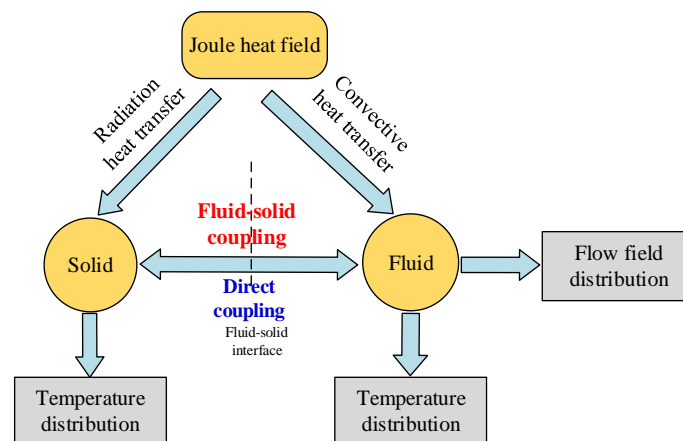 Joule heat field
Radiation
heat transfer
Convective
heat transfer
Fluid-solid
coupling
Solid
Fluid
Flow field
distribution
Direct
coupling
Fluid-solid
interface
Temperature
distribution
Temperature
distribution